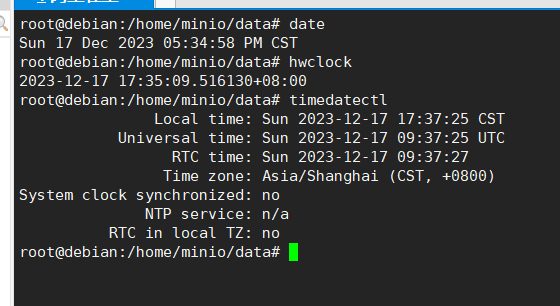 root@debian:/home/minio/data# date
Sun 17 Dec 2023 05:34:58 PM CST
root@debian:/home/minio/data# hwclock
2023-12-17 17:35:09.516130+08:00
root@debian:/home/minio/data# timedatectl
Local time: Sun 2023-12-17 17:37:25 CST
Universal time: Sun 2023-12-17 09:37:25 UTC
RTC time: Sun 2023-12-17 09:37:27
Time zone: Asia/Shanghai (CST, +0800)
System clock synchronized: no
NTP service: n/a
RTC in local TZ: no
root@debian:/home/minio/data#